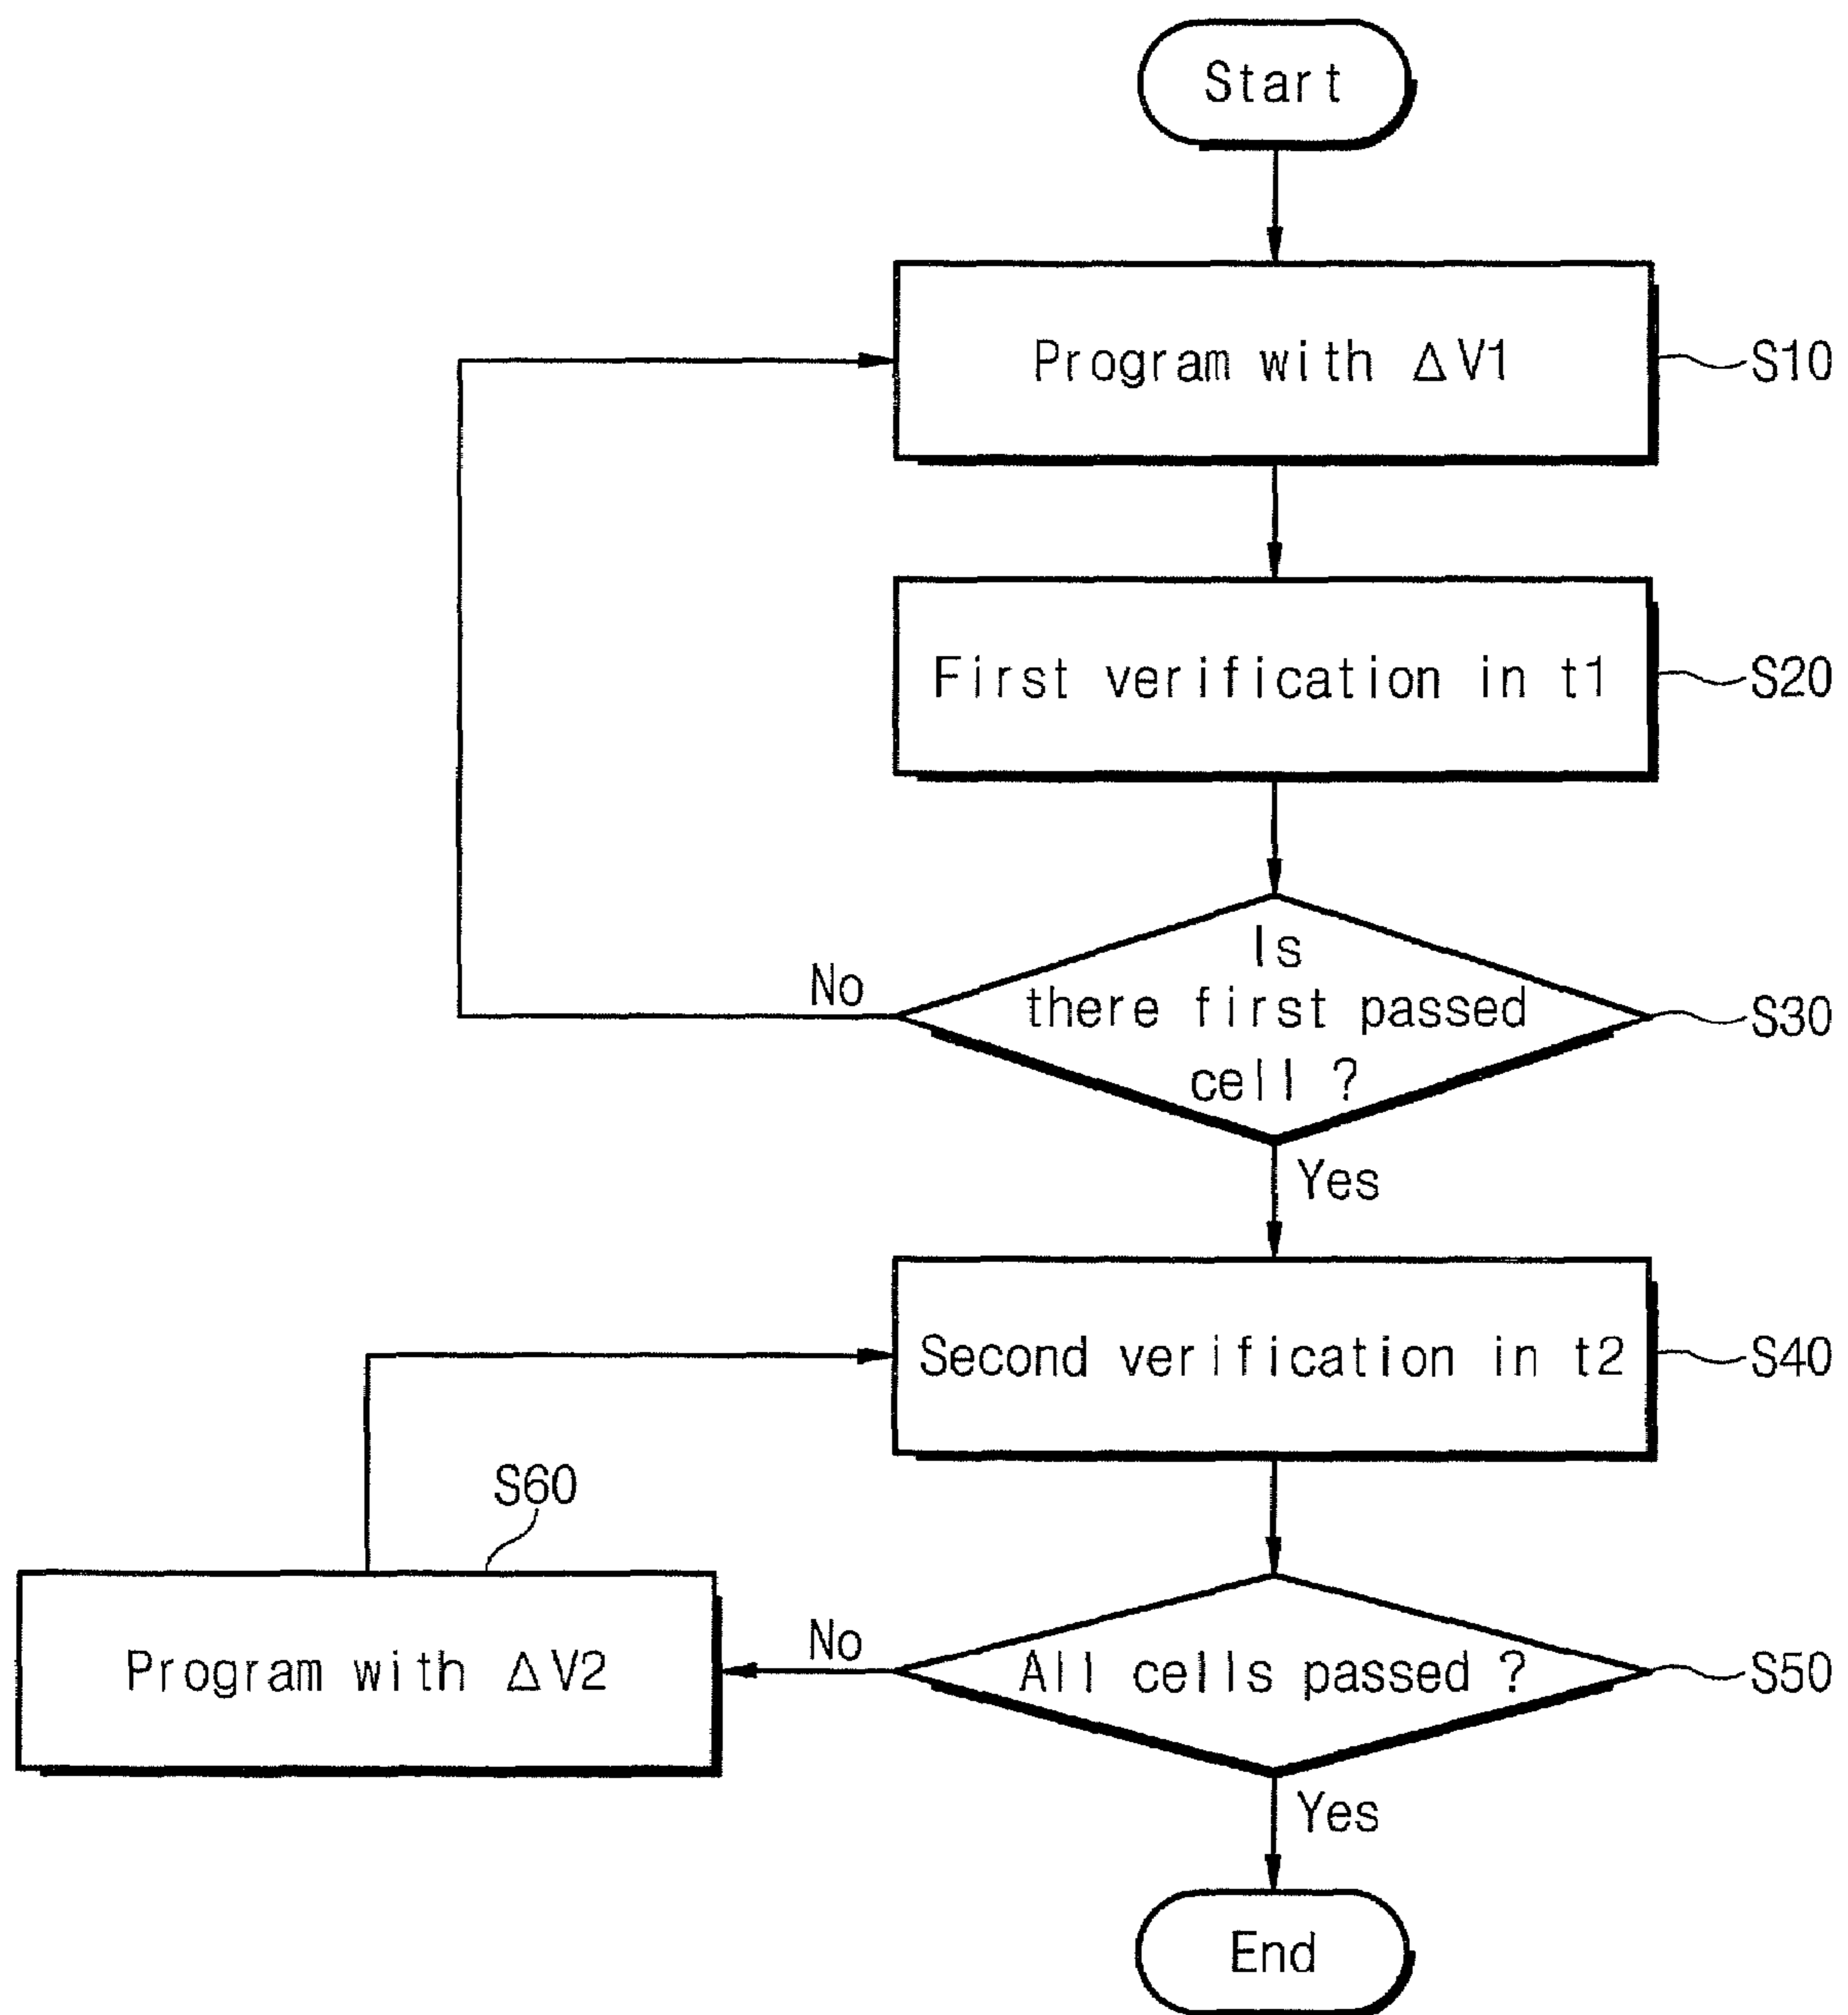 Start
Program with ΔV1
S10
First verification in t1
S20
Is
there first passed
cell ?
S30
No
Yes
Second verification in t2
S40
S60
Program with ΔV2
No
All cells passed ?
S50
Yes
End